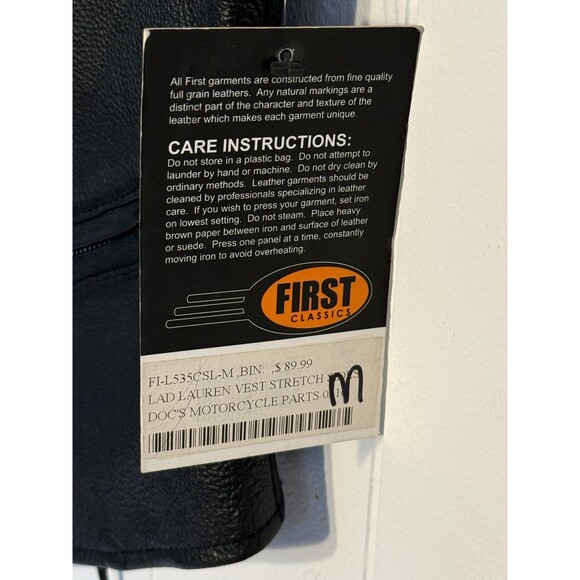 All First garments are constructed from fine quality
full grain leathers. Any natural markings are a
distinct part of the character and texture of the
leather which makes each garment unique.
CARE INSTRUCTIONS:
Do not store in a plastic bag. Do not attempt to
launder by hand or machine. Do not dry clean by
ordinary methods. Leather garments should be
cleaned by professionals specializing in leather
care. If you wish to press your garment, set iron
on lowest setting. Do not steam. Place heavy
brown paper between iron and surface of leather
or suede. Press one panel at a time, constantly
moving iron to avoid overheating.
FIRST
CLASSICS
FI-L535CSL-M ,BIN: ,$ 89.99
LAD LAUREN VEST STRETCH
DOC'S MOTORCYCLE PARTS
M